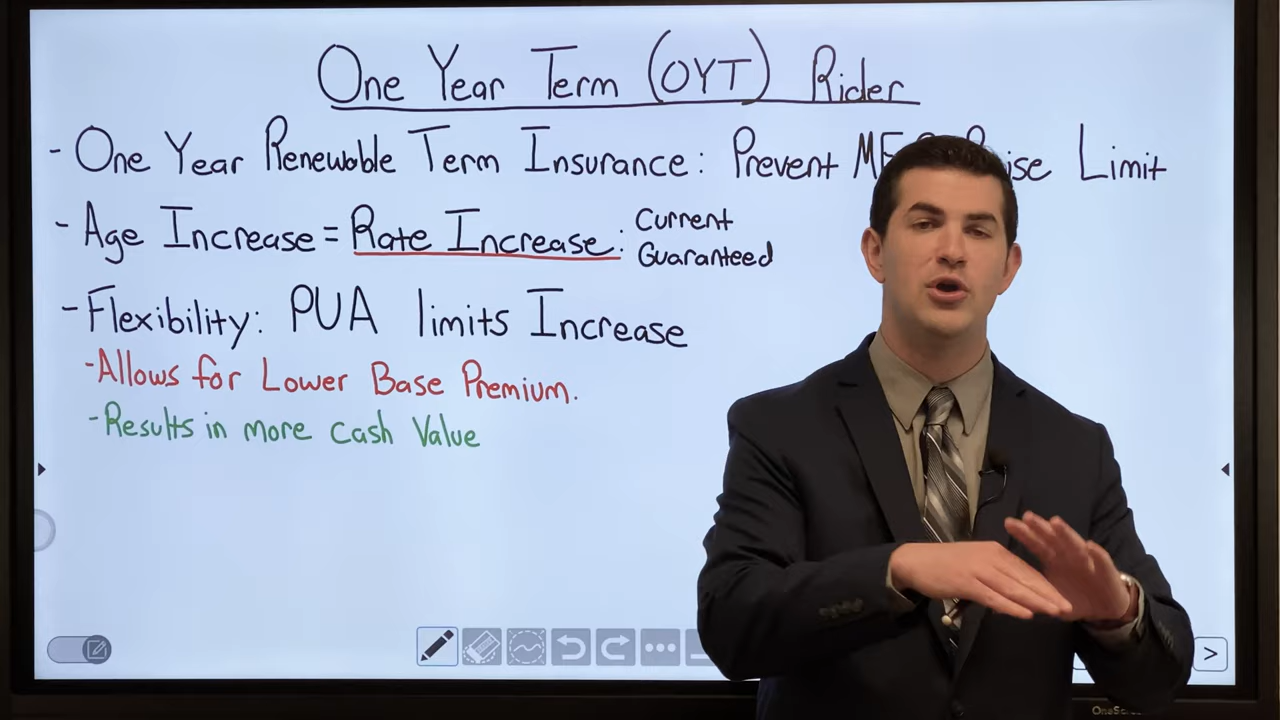 One Year Term (OYT) Rider
- One Year Renewable Term Insurance: Prevent Limit
- Age Increase = Rate Increase: Current
Guaranteed
- Flexibility: PUA limits Increase
- Allows for Lower Base Premium.
- Results in more Cash Value